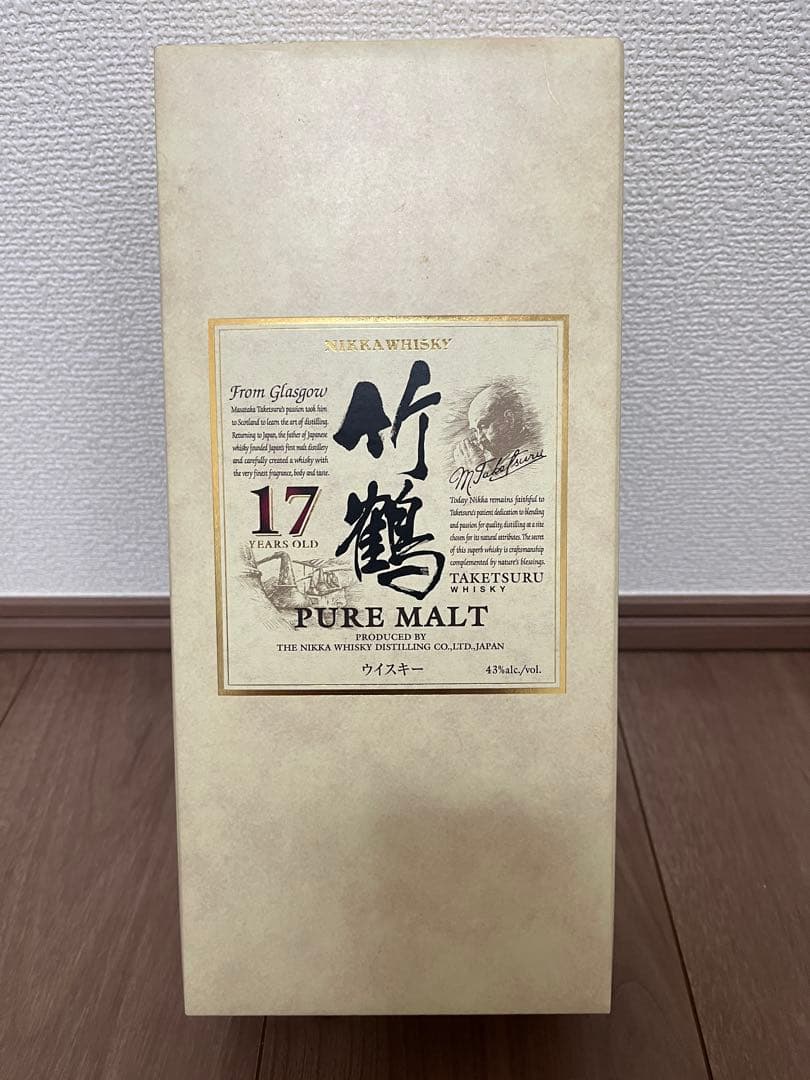 NIKKA WHISKY
From Glasgow
Masataka Taketsuru's passion took him
to Scotland to learn the art of distilling.
Returning to Japan, the father of Japanese
whisky founded Japan's first malt distillery
and carefully created a whisky with
the very finest fragrance, body and taste.
17
YEARS OLD
竹鶴
M. Taketsuru
Today Nikka remains faithful to
Taketsuru's patient dedication to blending
and passion for quality, distilling at a site
chosen for its natural attributes. The secret
of this superb whisky is craftsmanship
complemented by nature's blessings.
TAKETSURU
WHISKY
PURE MALT
PRODUCED BY
THE NIKKA WHISKY DISTILLING CO.,LTD.,JAPAN
ウイスキー 43%alc./vol.